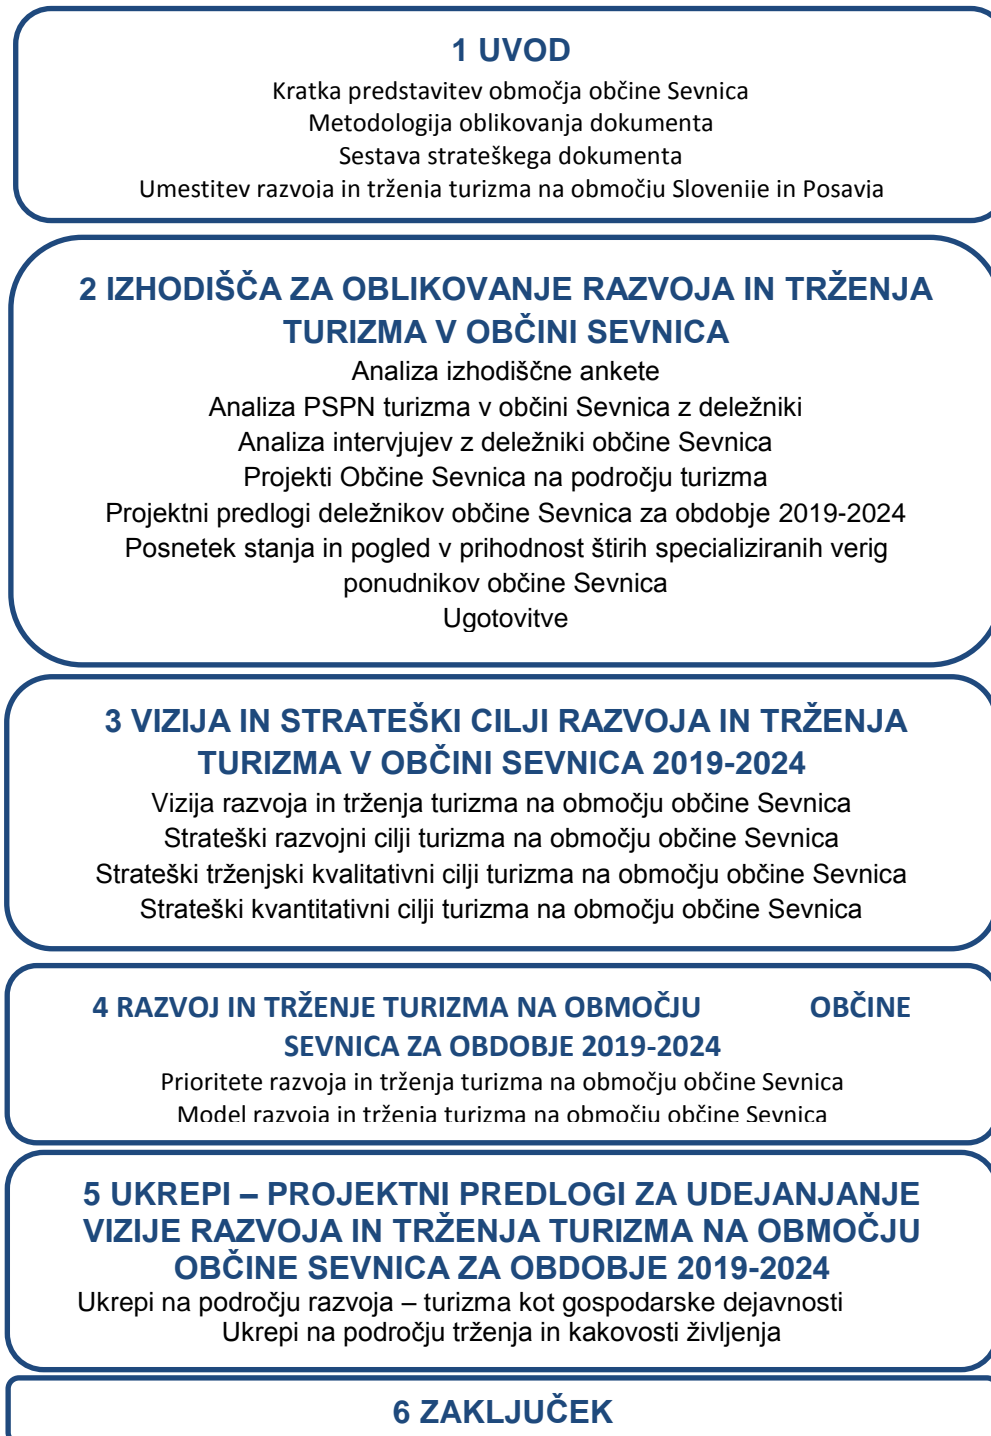 1 UVOD
Kratka predstavitev območja občine Sevnica
Metodologija oblikovanja dokumenta
Sestava strateškega dokumenta
Umestitev razvoja in trženja turizma na območju Slovenije in Posavja
2 IZHODIŠČA ZA OBLIKOVANJE RAZVOJA IN TRŽENJA
TURIZMA V OBČINI SEVNICA
Analiza izhodiščne ankete
Analiza PSPN turizma v občini Sevnica z deležniki
Analiza intervjujev z deležniki občine Sevnica
Projekti Občine Sevnica na področju turizma
Projektni predlogi deležnikov občine Sevnica za obdobje 2019-2024
Posnetek stanja in pogled v prihodnost štirih specializiranih verig
ponudnikov občine Sevnica
Ugotovitve
3 VIZIJA IN STRATEŠKI CILJI RAZVOJA IN TRŽENJA
TURIZMA V OBČINI SEVNICA 2019-2024
Vizija razvoja in trženja turizma na območju občine Sevnica
Strateški razvojni cilji turizma na območju občine Sevnica
Strateški trženjski kvalitativni cilji turizma na območju občine Sevnica
Strateški kvantitativni cilji turizma na območju občine Sevnica
4 RAZVOJ IN TRŽENJE TURIZMA NA OBMOČJU OBČINE
SEVNICA ZA OBDOBJE 2019-2024
Prioritete razvoja in trženja turizma na območju občine Sevnica
Model razvoja in trženja turizma na območju občine Sevnica
5 UKREPI – PROJEKTNI PREDLOGI ZA UDEJANJANJE
VIZIJE RAZVOJA IN TRŽENJA TURIZMA NA OBMOČJU
OBČINE SEVNICA ZA OBDOBJE 2019-2024
Ukrepi na področju razvoja – turizma kot gospodarske dejavnosti
Ukrepi na področju trženja in kakovosti življenja
6 ZAKLJUČEK